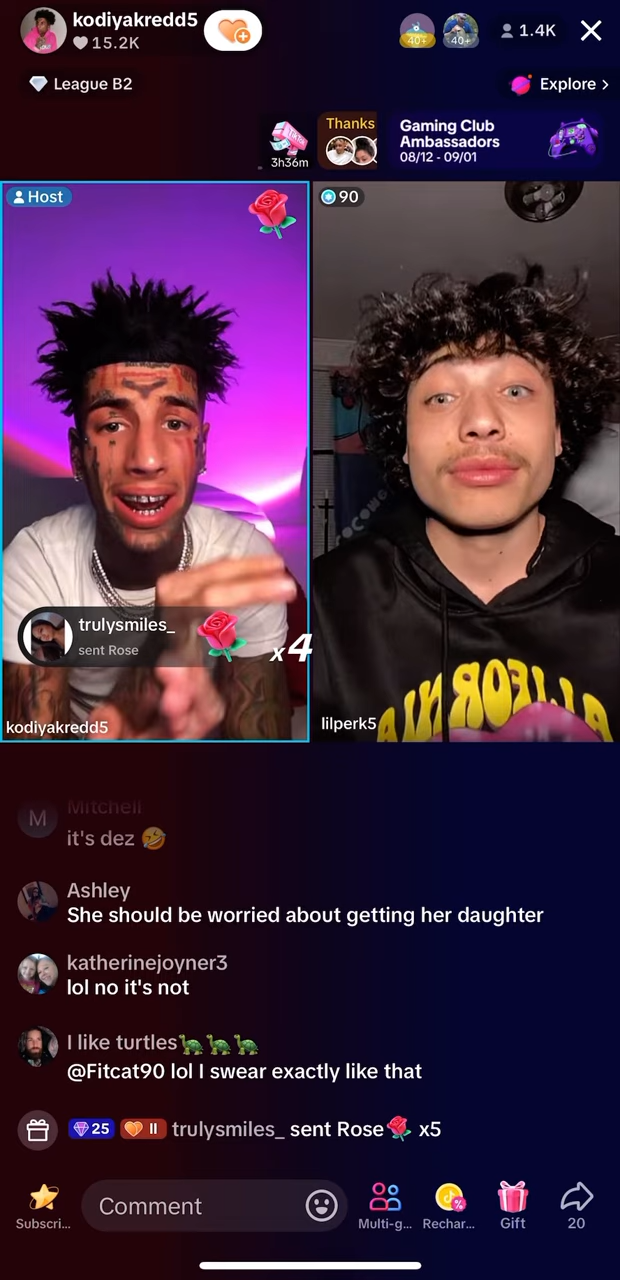 kodiyakredd5
15.2K
40+
40+
1.4K
League B2
Explore >
3h36m
Thanks
Gaming Club
Ambassadors
08/12 - 09/01
Host
90
trulysmiles_
sent Rose
x4
kodiyakredd5
lilperk5
CALIFORNIA
M
Mitchell
it's dez 🤣
Ashley
She should be worried about getting her daughter
katherinejoyner3
lol no it's not
I like turtles🐢🐢🐢
@Fitcat90 lol I swear exactly like that
25 II trulysmiles_ sent Rose🌹 x5
Subscri...
Comment
Multi-g...
Rechar...
Gift
20